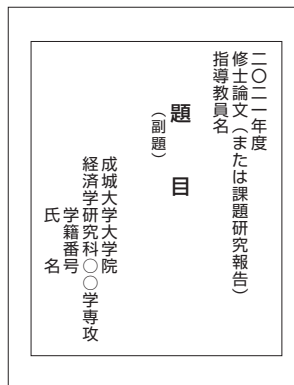 二〇二一年度
修士論文（または課題研究報告）
指導教員名
題　目
（副題）
成城大学大学院
経済学研究科○○学専攻
学籍番号
氏　名